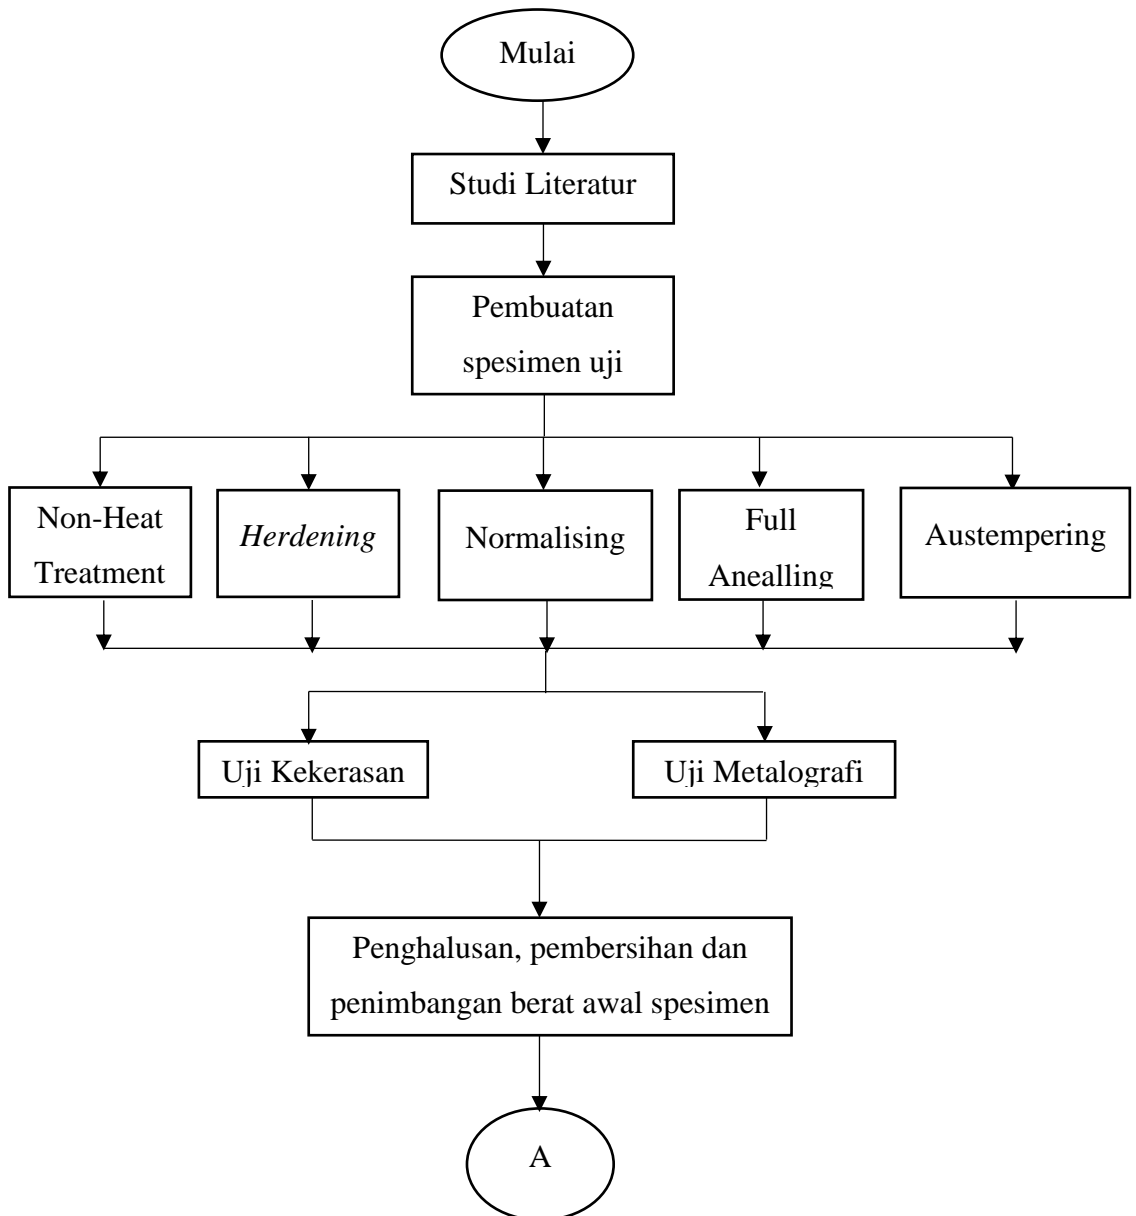 Mulai
Studi Literatur
Pembuatan
spesimen uji
Non-Heat
Treatment
Herdening
Normalising
Full
Anealling
Austempering
Uji Kekerasan
Uji Metalografi
Penghalusan, pembersihan dan
penimbangan berat awal spesimen
A